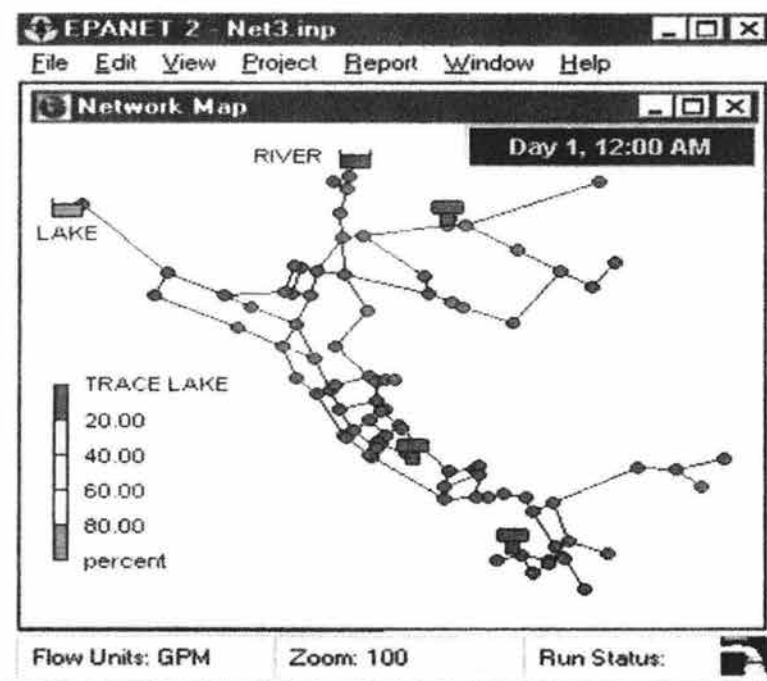 EPANET 2 - Net3.inp
File Edit View Project Report Window Help
Network Map
Day 1, 12:00 AM
RIVER
LAKE
TRACE LAKE
20.00
40.00
60.00
80.00
percent
Flow Units: GPM Zoom: 100 Run Status: